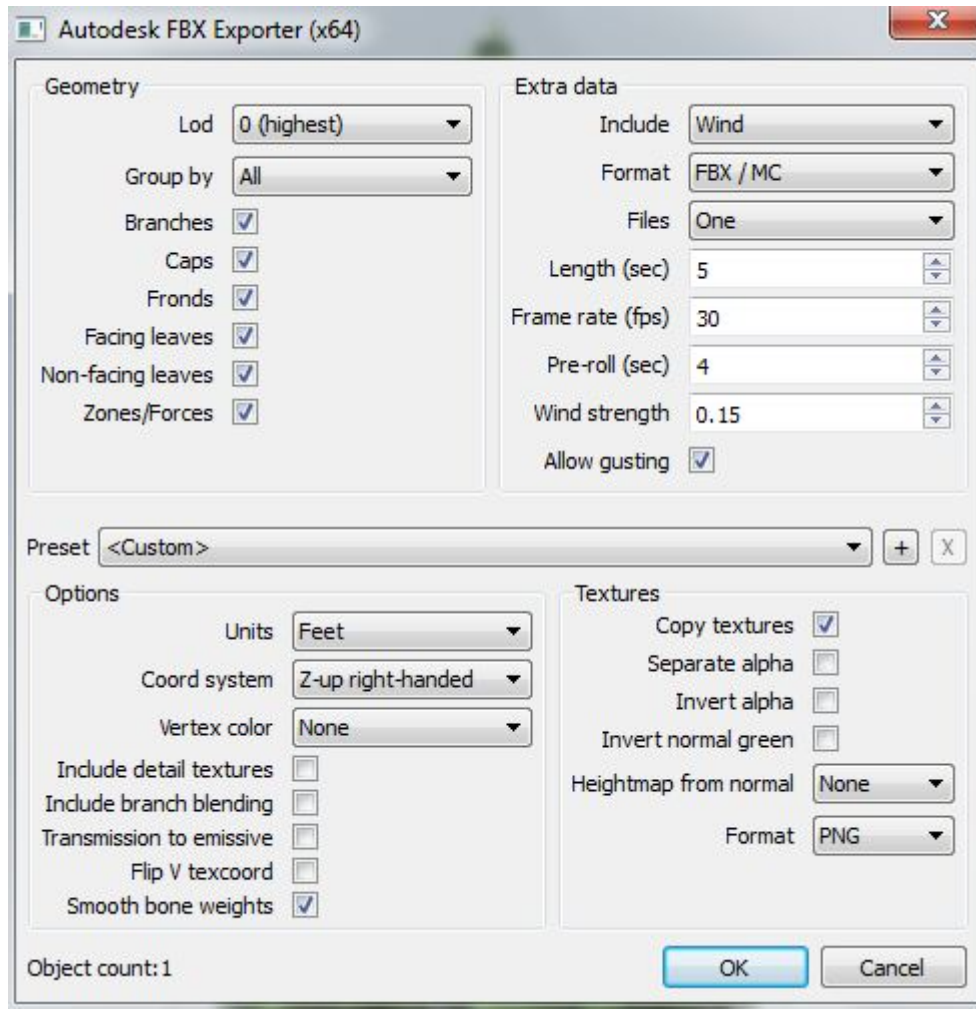 Autodesk FBX Exporter (x64)
Geometry
Lod 0 (highest)
Group by All
Branches
Caps
Fronds
Facing leaves
Non-facing leaves
Zones/Forces
Extra data
Include Wind
Format FBX / MC
Files One
Length (sec) 5
Frame rate (fps) 30
Pre-roll (sec) 4
Wind strength 0.15
Allow gusting
Preset <Custom> + X
Options
Units Feet
Coord system Z-up right-handed
Vertex color None
Include detail textures
Include branch blending
Transmission to emissive
Flip V texcoord
Smooth bone weights
Textures
Copy textures
Separate alpha
Invert alpha
Invert normal green
Heightmap from normal None
Format PNG
Object count:1
OK Cancel